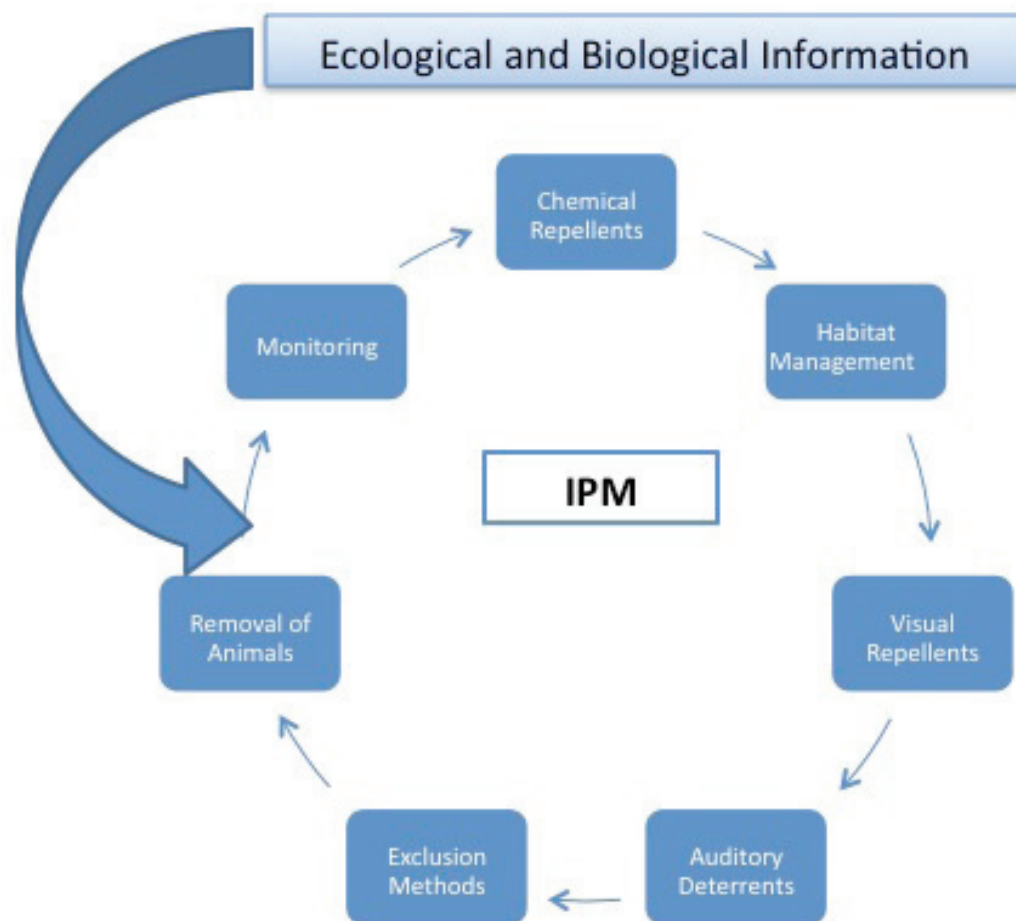 Ecological and Biological Information
Chemical
Repellents
Monitoring
Habitat
Management
IPM
Removal of
Animals
Visual
Repellents
Exclusion
Methods
Auditory
Deterrents